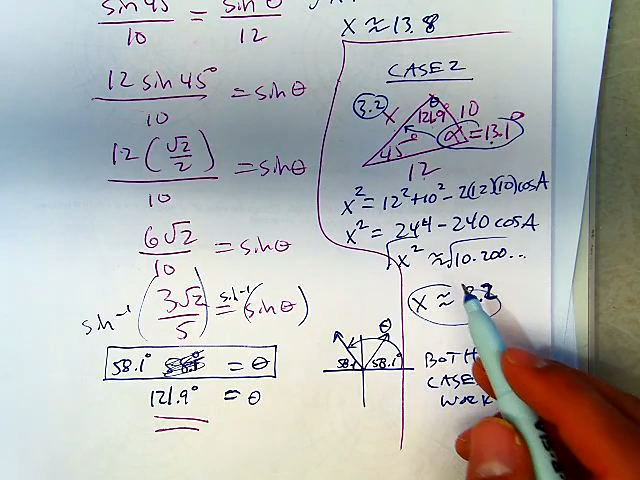 sin 45 / 10 = sin θ / 12
12 sin 45° / 10 = sin θ
12 (√2/2) / 10 = sin θ
6√2 / 10 = sin θ
sin⁻¹ (3√2 / 5) = sin⁻¹ (sin θ)
58.1° = θ
121.9° = θ
x ≈ 13.8
CASE 2
3.2 x θ 121.9° 10
45° α = 13.1°
12
x² = 12² + 10² - 2(12)(10) cos A
x² = 244 - 240 cos A
√x² ≈ √10.200...
x ≈ 3.2
θ
58.1 58.1°
BOTH
CASE
WORK